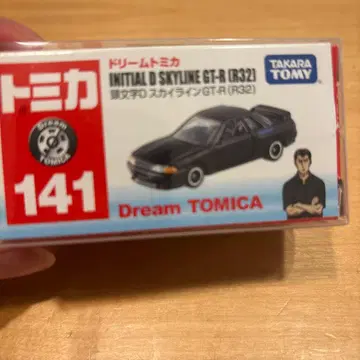 ドリームトミカ
INITIAL D SKYLINE GT-R (R32)
頭文字D スカイラインGT-R (R32)
TAKARA
TOMY
トミカ
Dream
TOMICA
141
Dream TOMICA